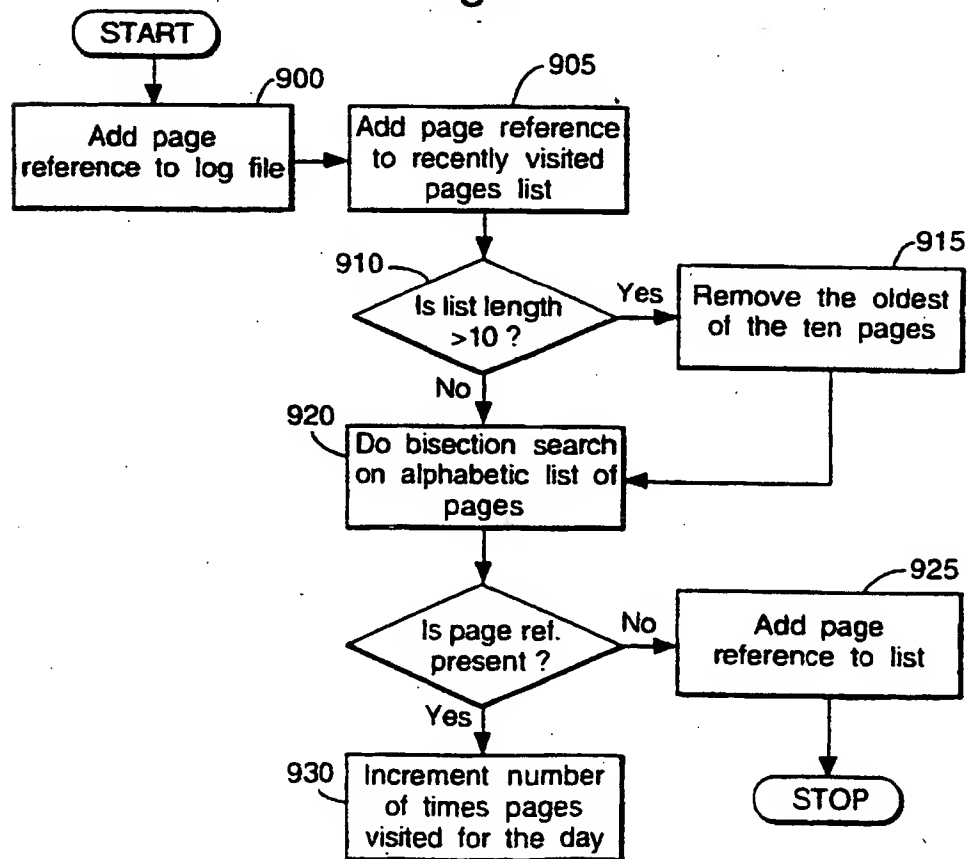 START
900
Add page
reference to log file
905
Add page reference
to recently visited
pages list
910
Is list length
>10 ?
Yes
No
915
Remove the oldest
of the ten pages
920
Do bisection search
on alphabetic list of
pages
Is page ref.
present ?
No
Yes
925
Add page
reference to list
STOP
930
Increment number
of times pages
visited for the day